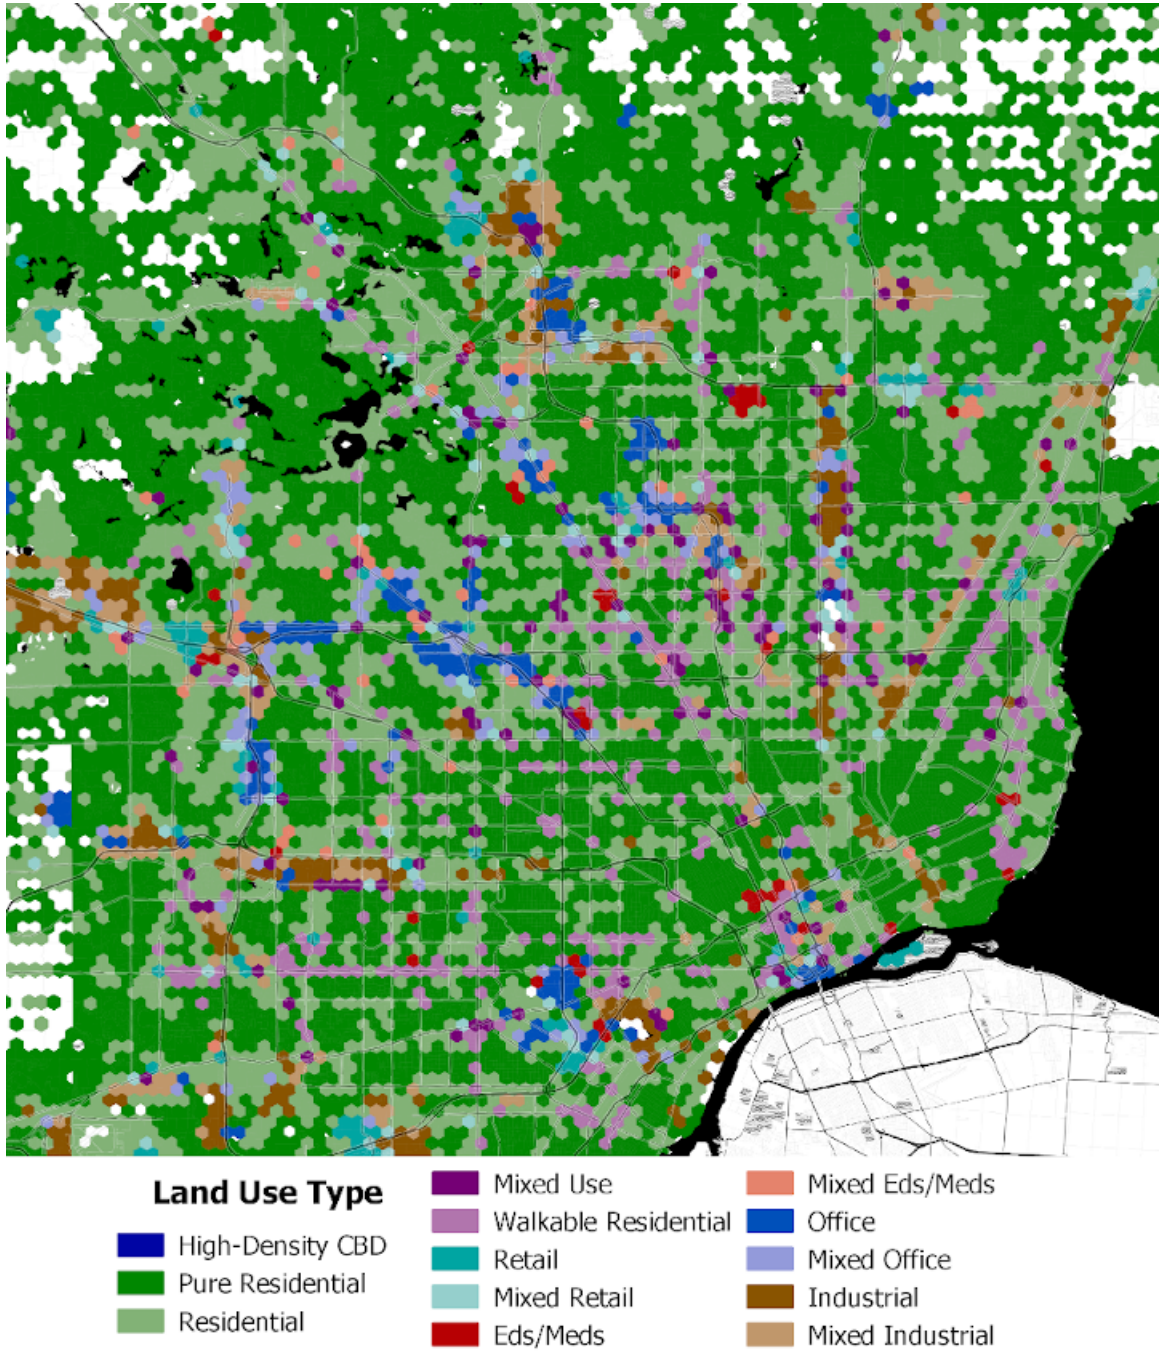 Land Use Type
High-Density CBD
Pure Residential
Residential
Mixed Use
Walkable Residential
Retail
Mixed Retail
Eds/Meds
Mixed Eds/Meds
Office
Mixed Office
Industrial
Mixed Industrial